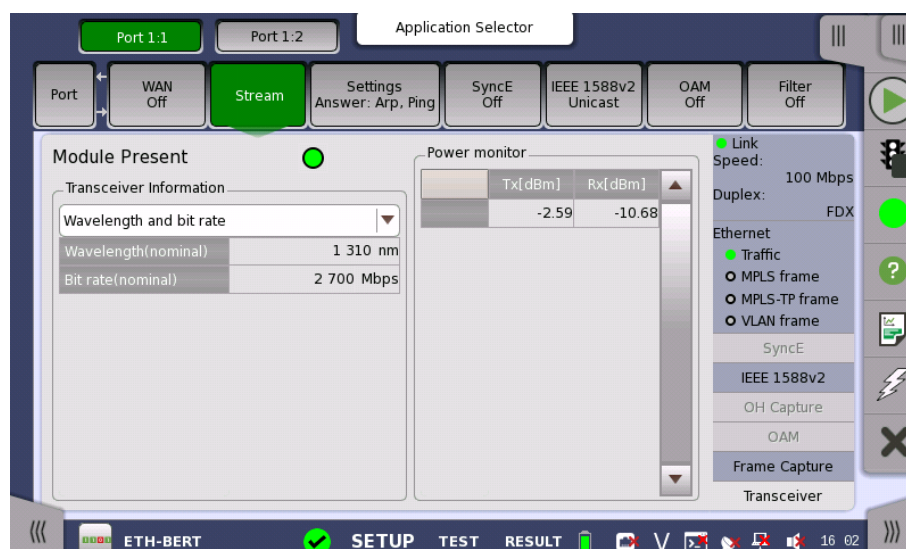 Port 1:1
Port 1:2
Application Selector
Port
WAN
Off
Stream
Settings
Answer: Arp, Ping
SyncE
Off
IEEE 1588v2
Unicast
OAM
Off
Filter
Off
Module Present
Transceiver Information
Wavelength and bit rate
Wavelength(nominal) 1 310 nm
Bit rate(nominal) 2 700 Mbps
Power monitor
Tx[dBm] Rx[dBm]
-2.59 -10.68
Link
Speed:
100 Mbps
Duplex:
FDX
Ethernet
Traffic
MPLS frame
MPLS-TP frame
VLAN frame
SyncE
IEEE 1588v2
OH Capture
OAM
Frame Capture
Transceiver
ETH-BERT
SETUP TEST RESULT
16 02